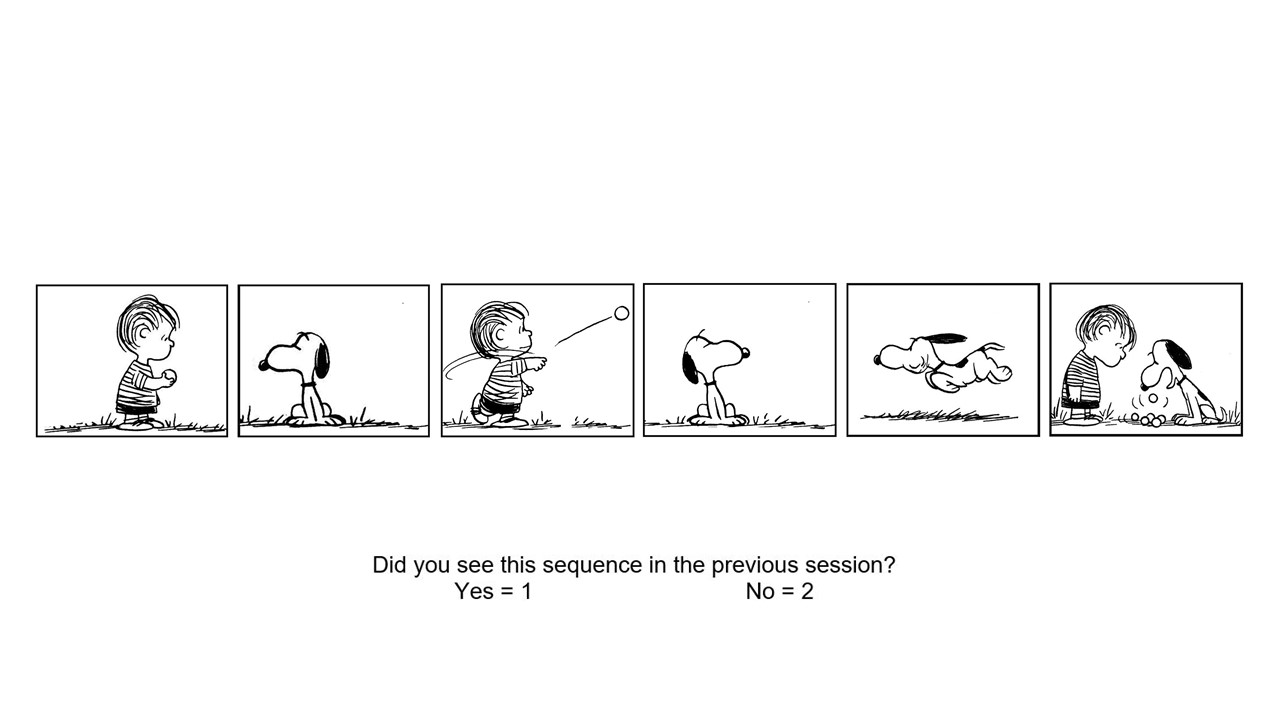 Did you see this sequence in the previous session?
Yes = 1 No = 2